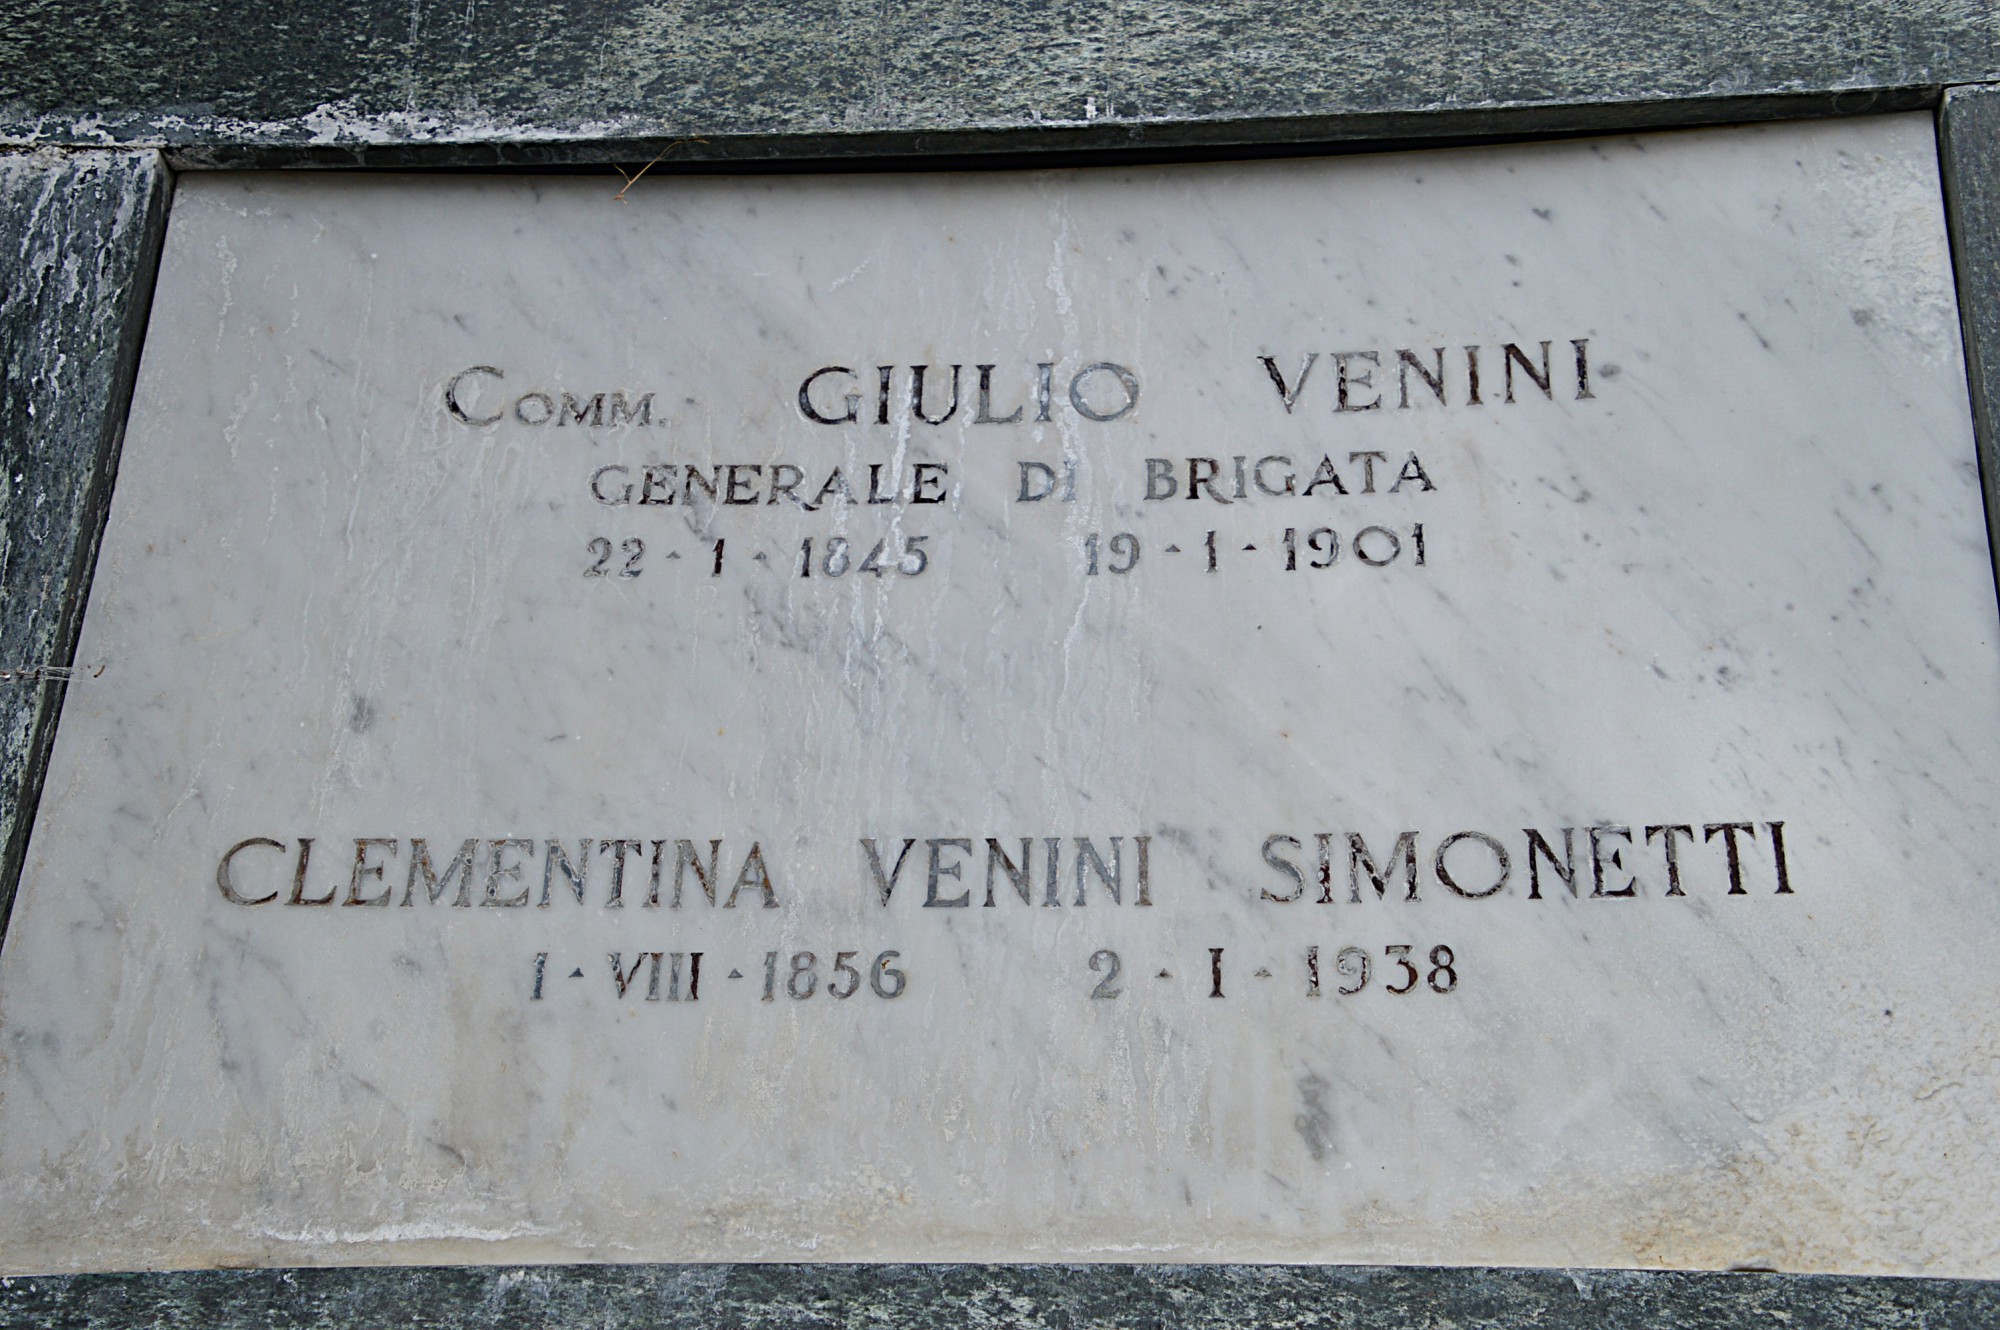 Comm. GIULIO VENINI
GENERALE DI BRIGATA
22-1-1845 19-1-1901
CLEMENTINA VENINI SIMONETTI
1-VIII-1856 2-I-1938